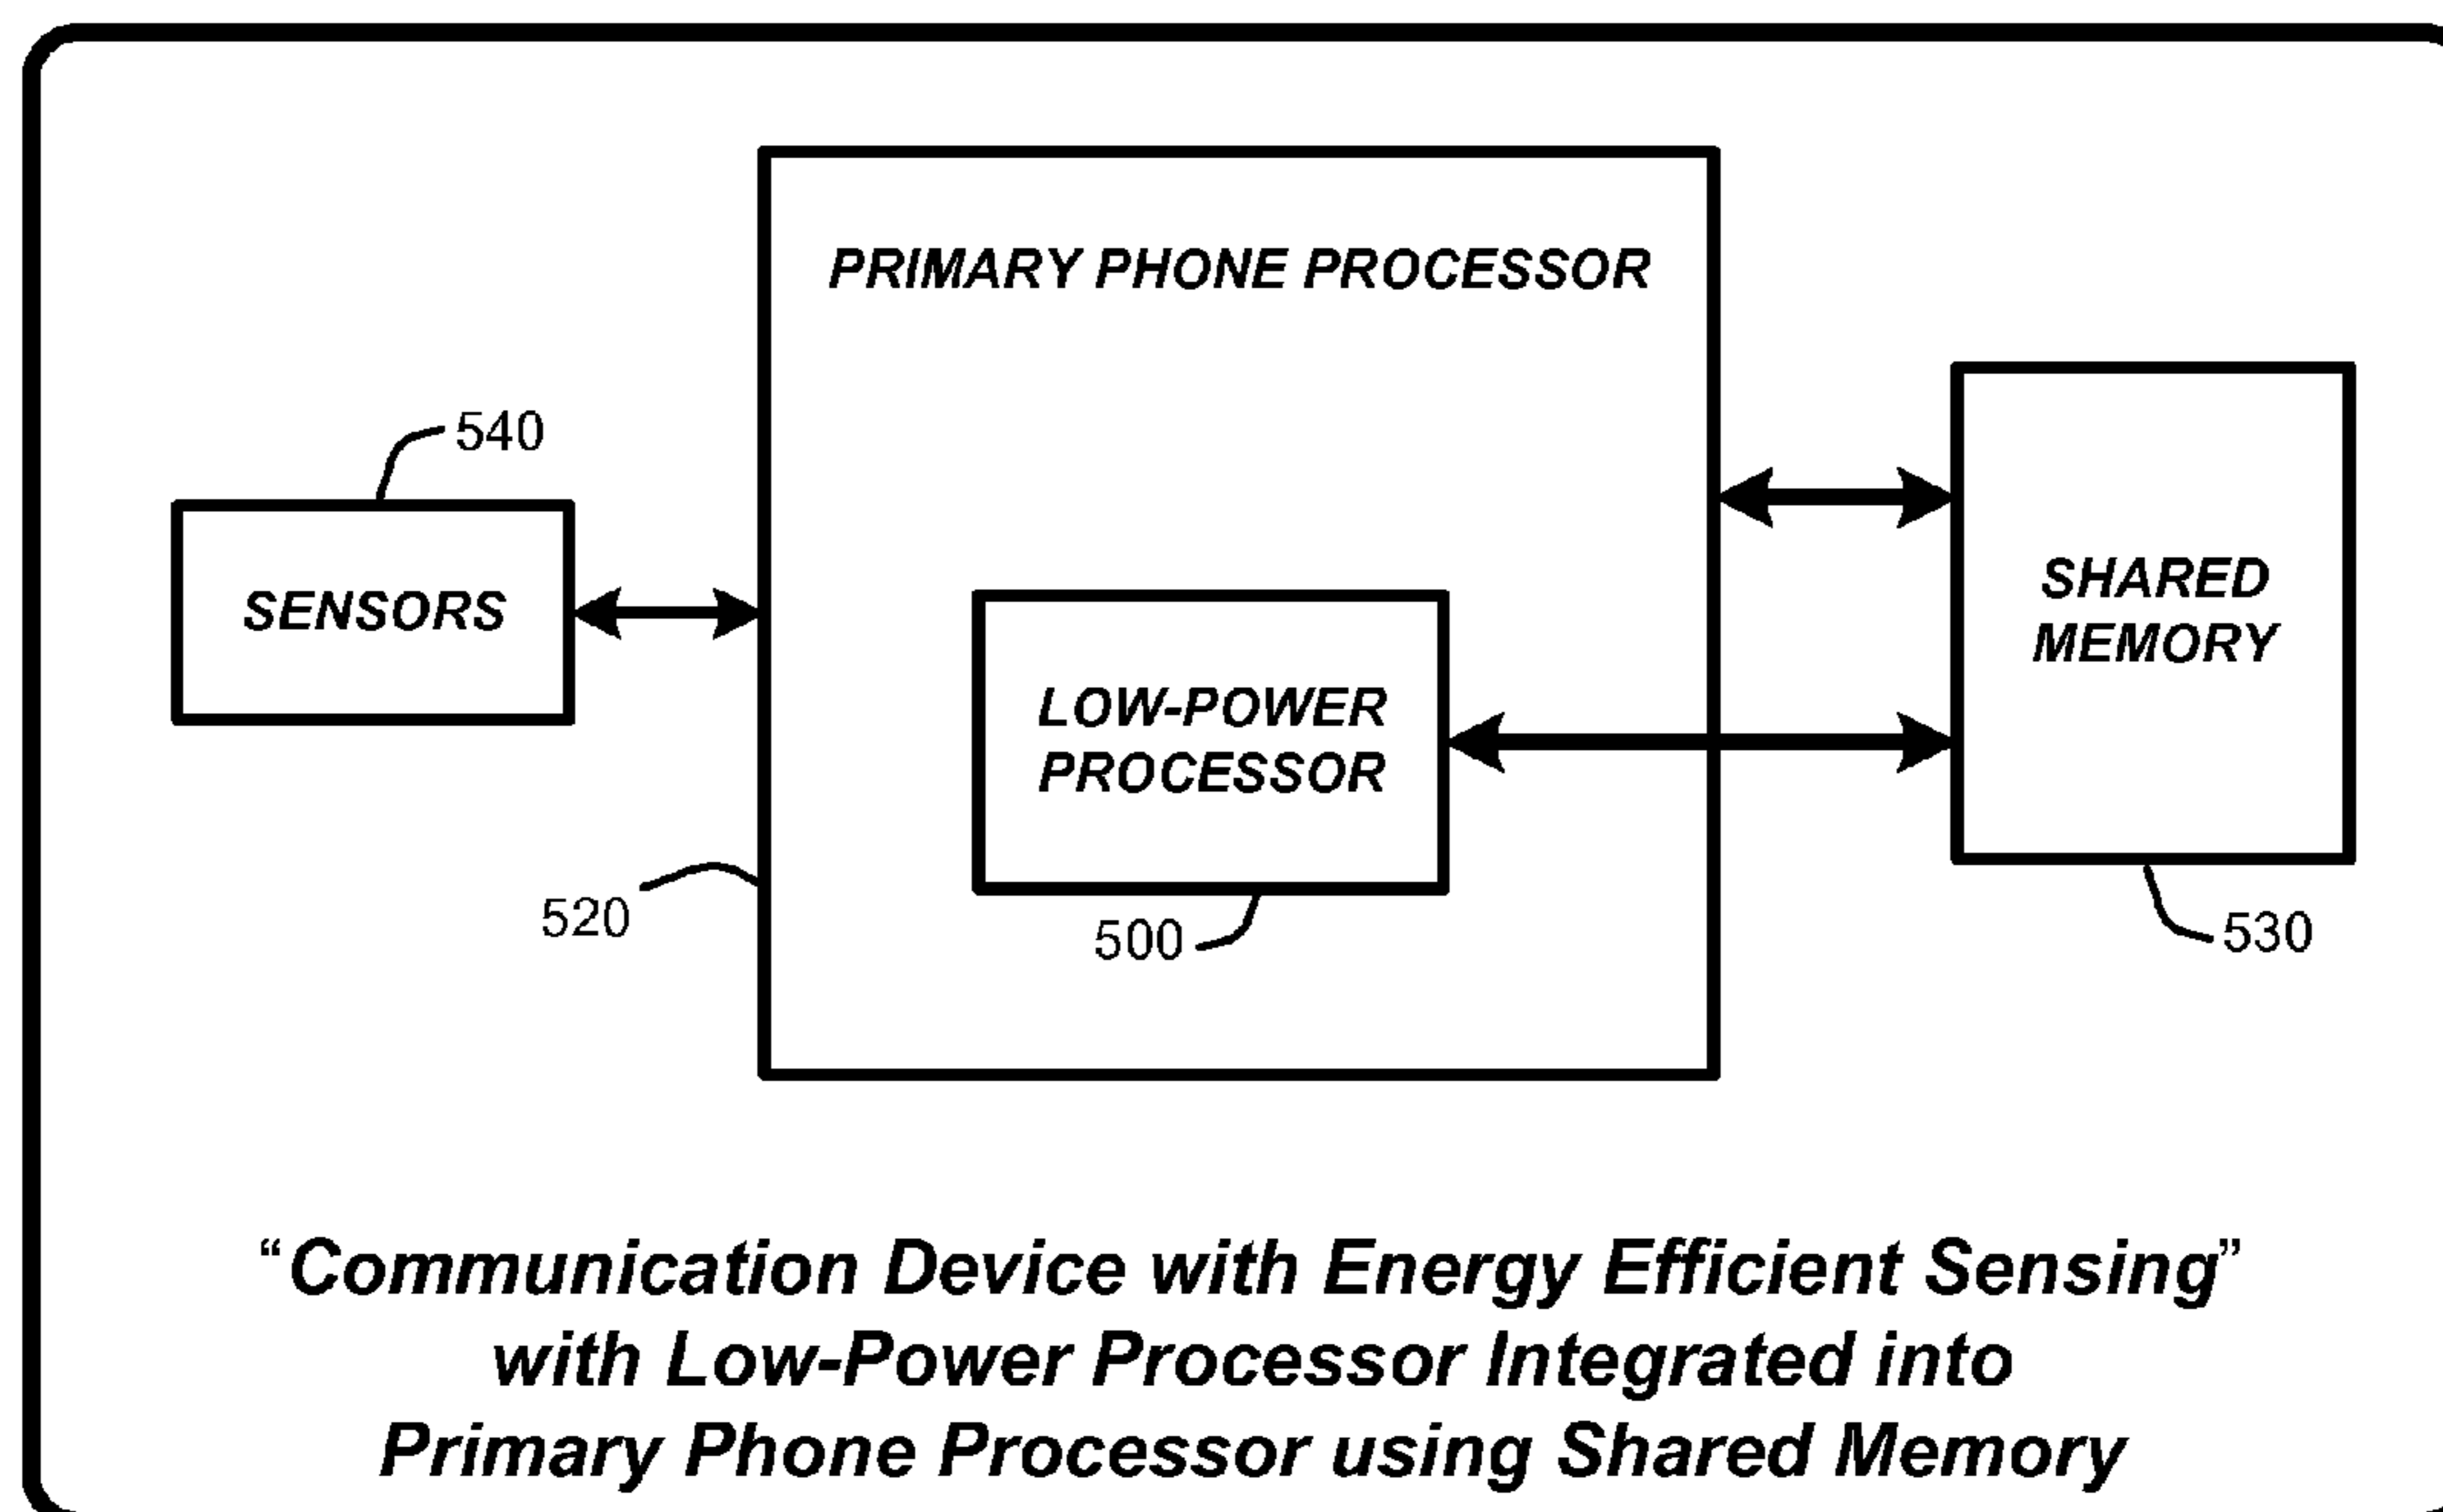 PRIMARY PHONE PROCESSOR
540
SENSORS
SHARED
MEMORY
LOW-POWER
PROCESSOR
520
500
530
“Communication Device with Energy Efficient Sensing”
with Low-Power Processor Integrated into
Primary Phone Processor using Shared Memory